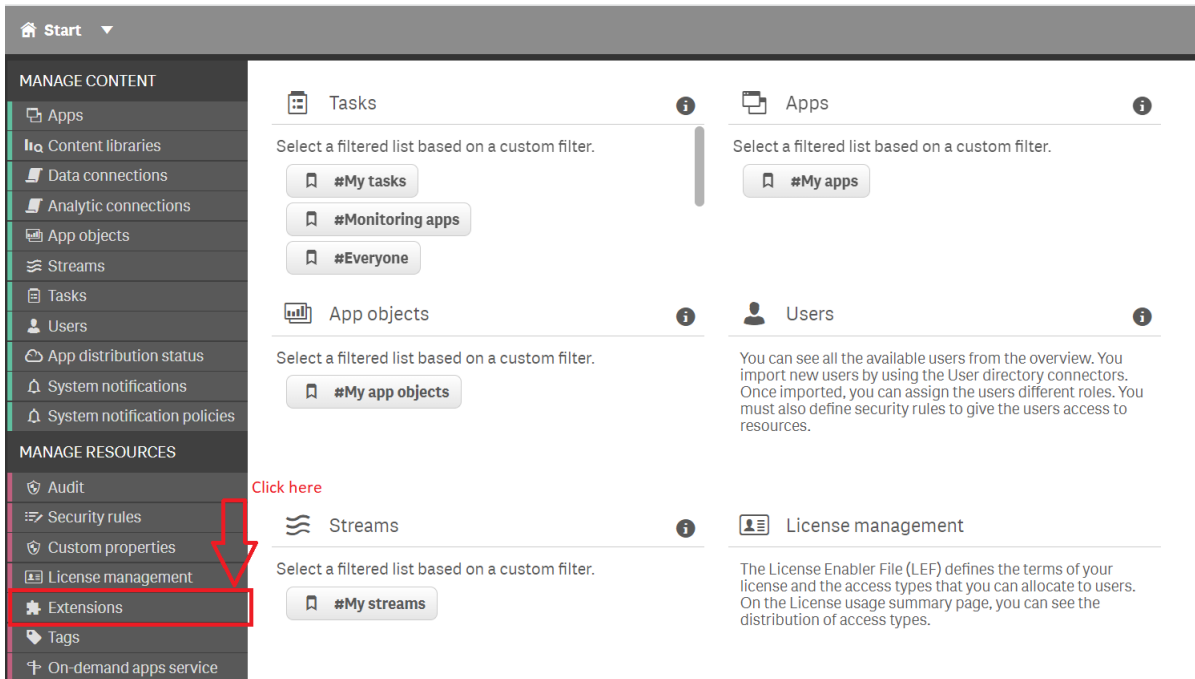 Start
MANAGE CONTENT
Apps
Content libraries
Data connections
Analytic connections
App objects
Streams
Tasks
Users
App distribution status
System notifications
System notification policies
MANAGE RESOURCES
Audit
Security rules
Custom properties
License management
Extensions
Tags
On-demand apps service
Click here
Tasks
Select a filtered list based on a custom filter.
#My tasks
#Monitoring apps
#Everyone
Apps
Select a filtered list based on a custom filter.
#My apps
App objects
Select a filtered list based on a custom filter.
#My app objects
Users
You can see all the available users from the overview. You
import new users by using the User directory connectors.
Once imported, you can assign the users different roles. You
must also define security rules to give the users access to
resources.
Streams
Select a filtered list based on a custom filter.
#My streams
License management
The License Enabler File (LEF) defines the terms of your
license and the access types that you can allocate to users.
On the License usage summary page, you can see the
distribution of access types.